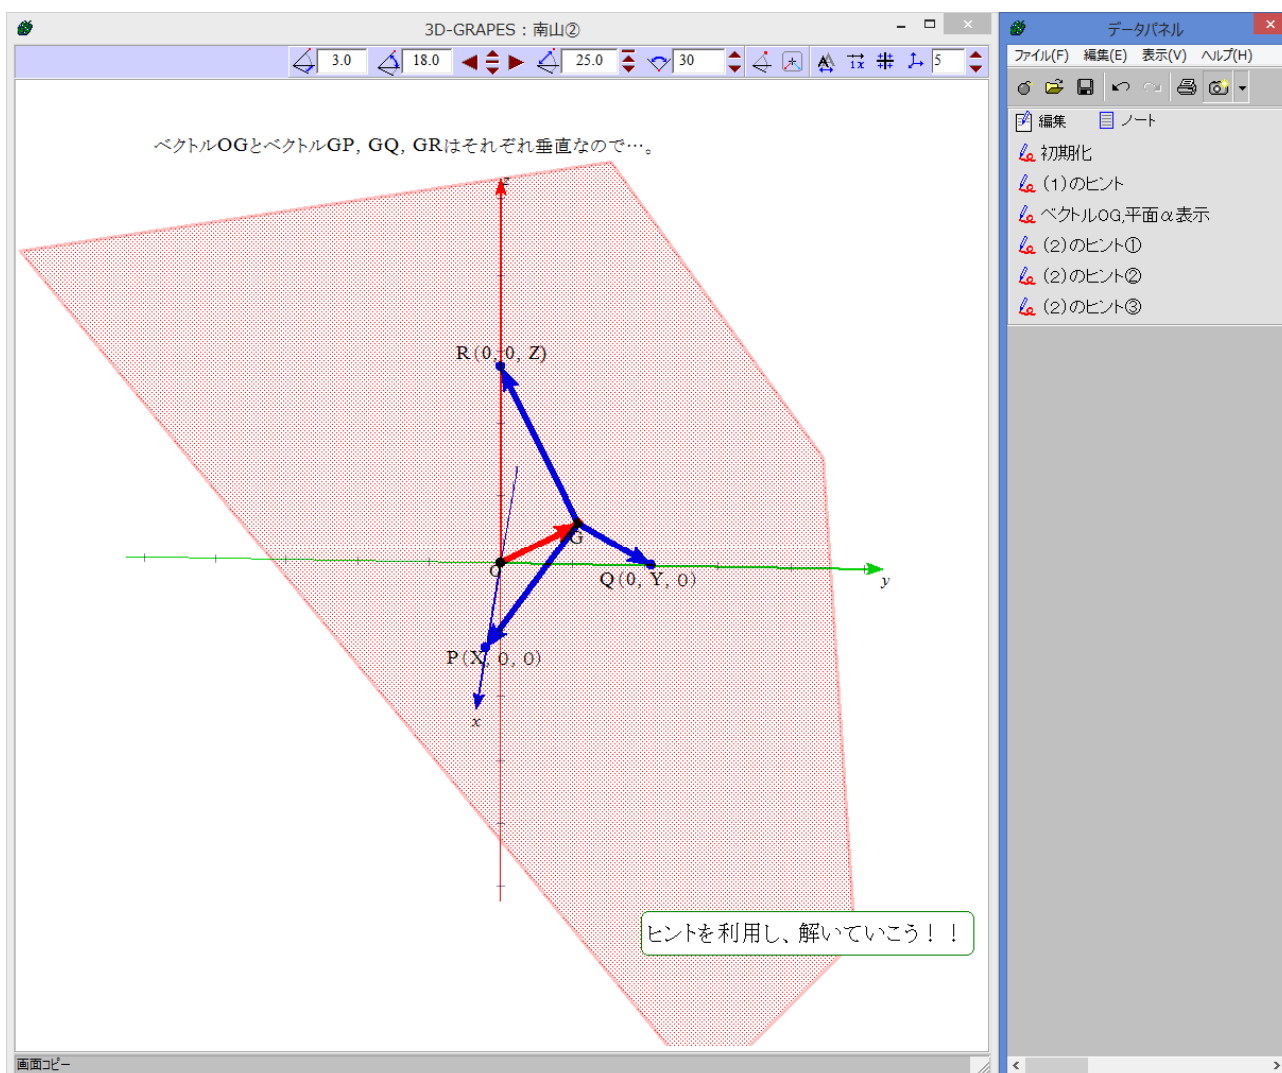 3D-GRAPES：南山②
3.0
18.0
25.0
30
1x
5
ベクトルOGとベクトルGP, GQ, GRはそれぞれ垂直なので…。
z
R(0, 0, Z)
G
O
Q(0, Y, 0)
y
P(X, 0, 0)
x
ヒントを利用し、解いていこう！！
画面コピー
データパネル
ファイル(F) 編集(E) 表示(V) ヘルプ(H)
編集 ノート
初期化
(1)のヒント
ベクトルOG,平面α表示
(2)のヒント①
(2)のヒント②
(2)のヒント③